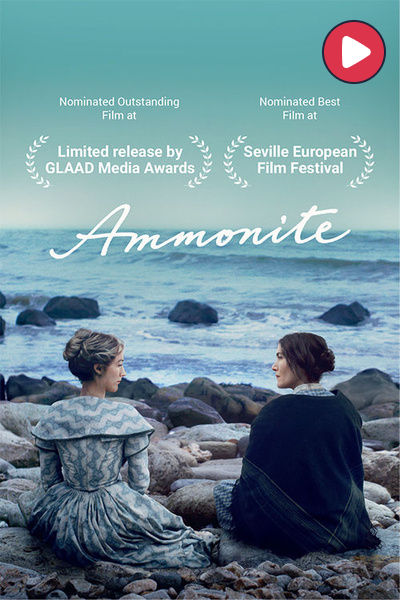 Nominated Outstanding
Film at
Limited release by
GLAAD Media Awards
Nominated Best
Film at
Seville European
Film Festival
Ammonite